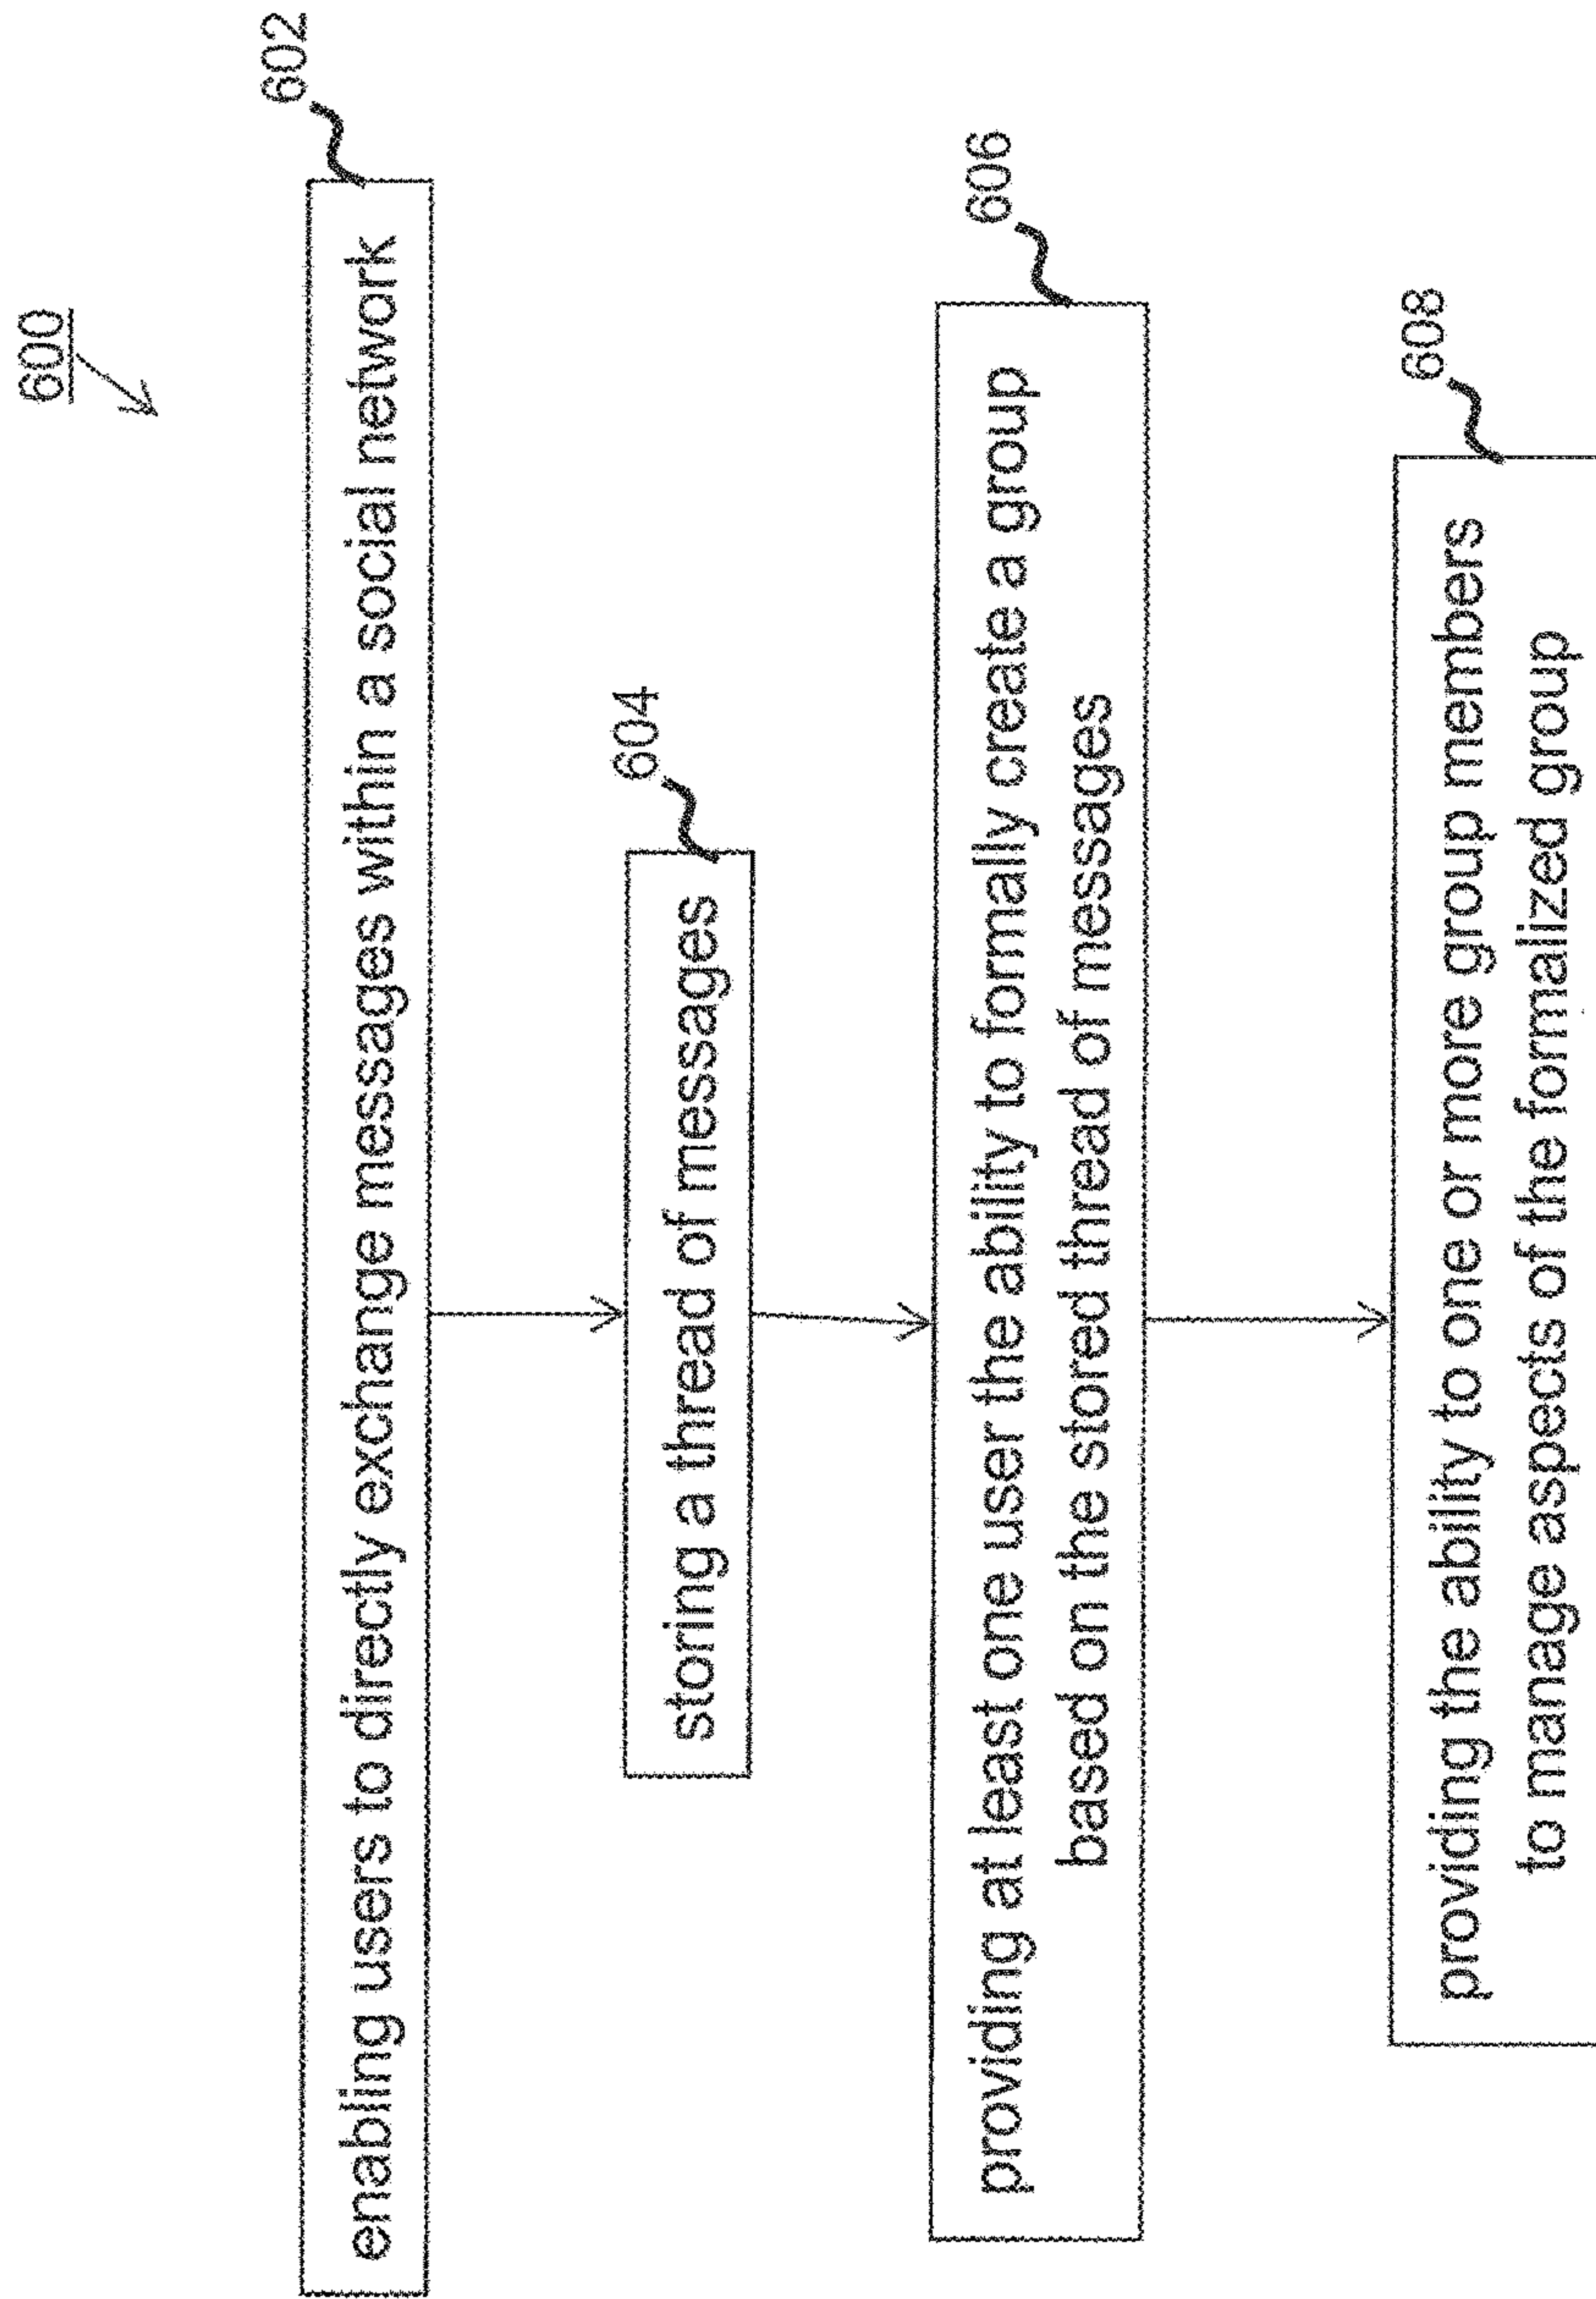 600
602
enabling users to directly exchange messages within a social network
604
storing a thread of messages
606
providing at least one user the ability to formally create a group
based on the stored thread of messages
608
providing the ability to one or more group members
to manage aspects of the formalized group